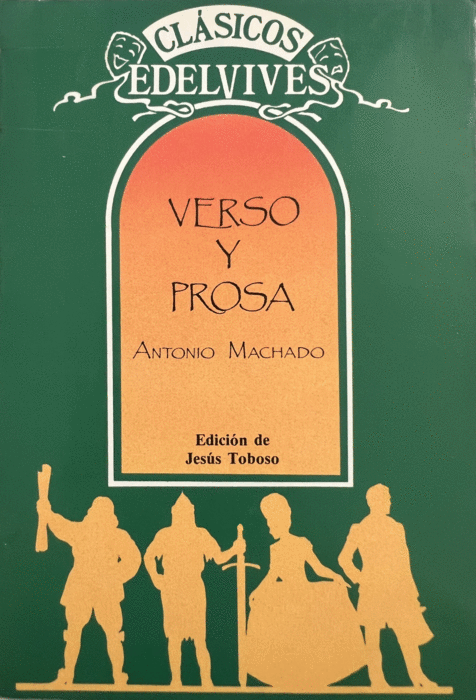 CLÁSICOS
EDELVIVES
VERSO
Y
PROSA
ANTONIO MACHADO
Edición de
Jesús Toboso